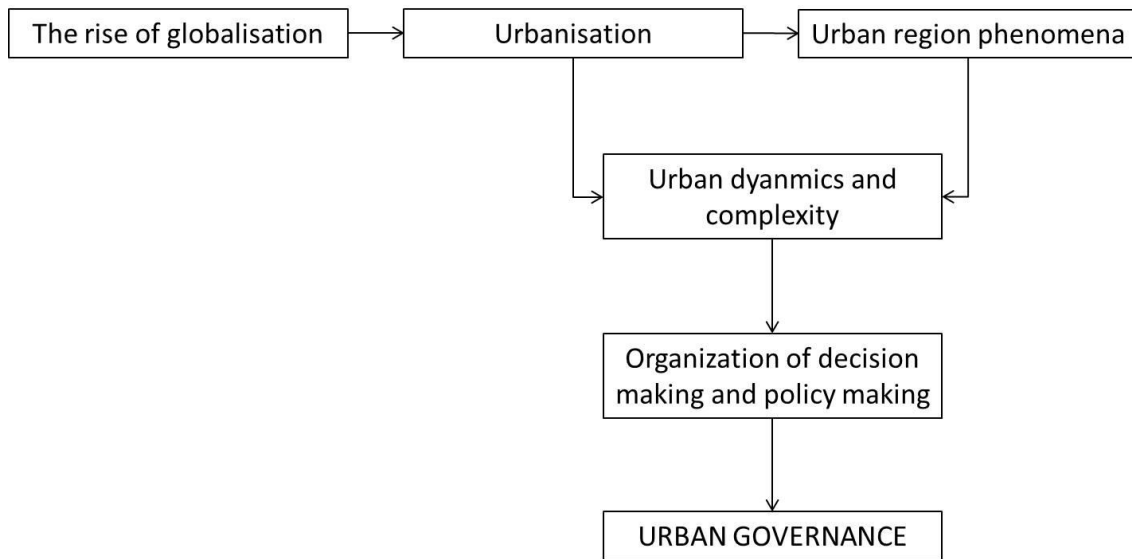 The rise of globalisation
Urbanisation
Urban region phenomena
Urban dyanmics and
complexity
Organization of decision
making and policy making
URBAN GOVERNANCE